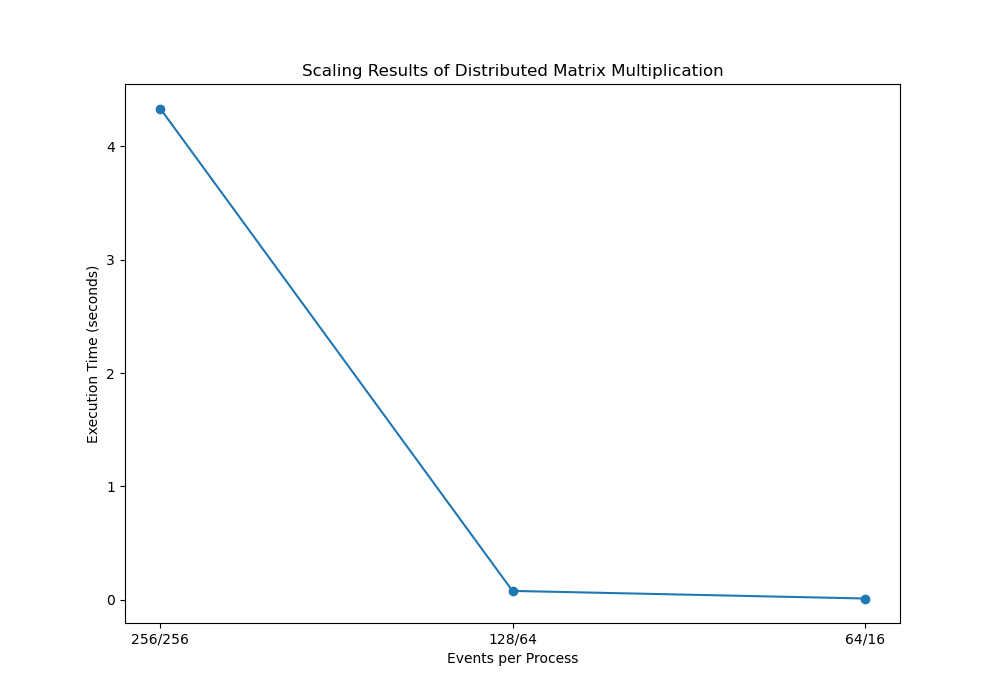 Scaling Results of Distributed Matrix Multiplication
Execution Time (seconds)
4
3
2
1
0
256/256
128/64
64/16
Events per Process